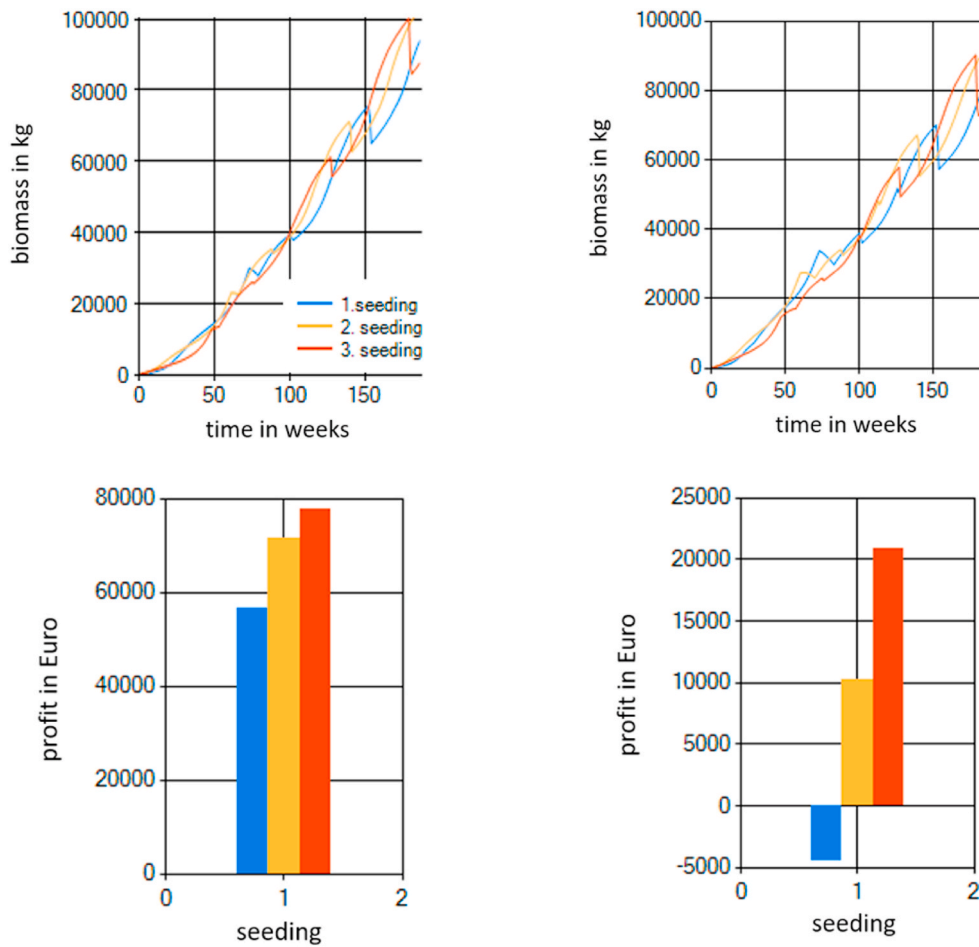 100000
80000
60000
40000
20000
0
biomass in kg
0 50 100 150
time in weeks
1.seeding
2. seeding
3. seeding
100000
80000
60000
40000
20000
0
biomass in kg
0 50 100 150
time in weeks
80000
60000
40000
20000
0
profit in Euro
0 1 2
seeding
25000
20000
15000
10000
5000
0
-5000
profit in Euro
0 1 2
seeding